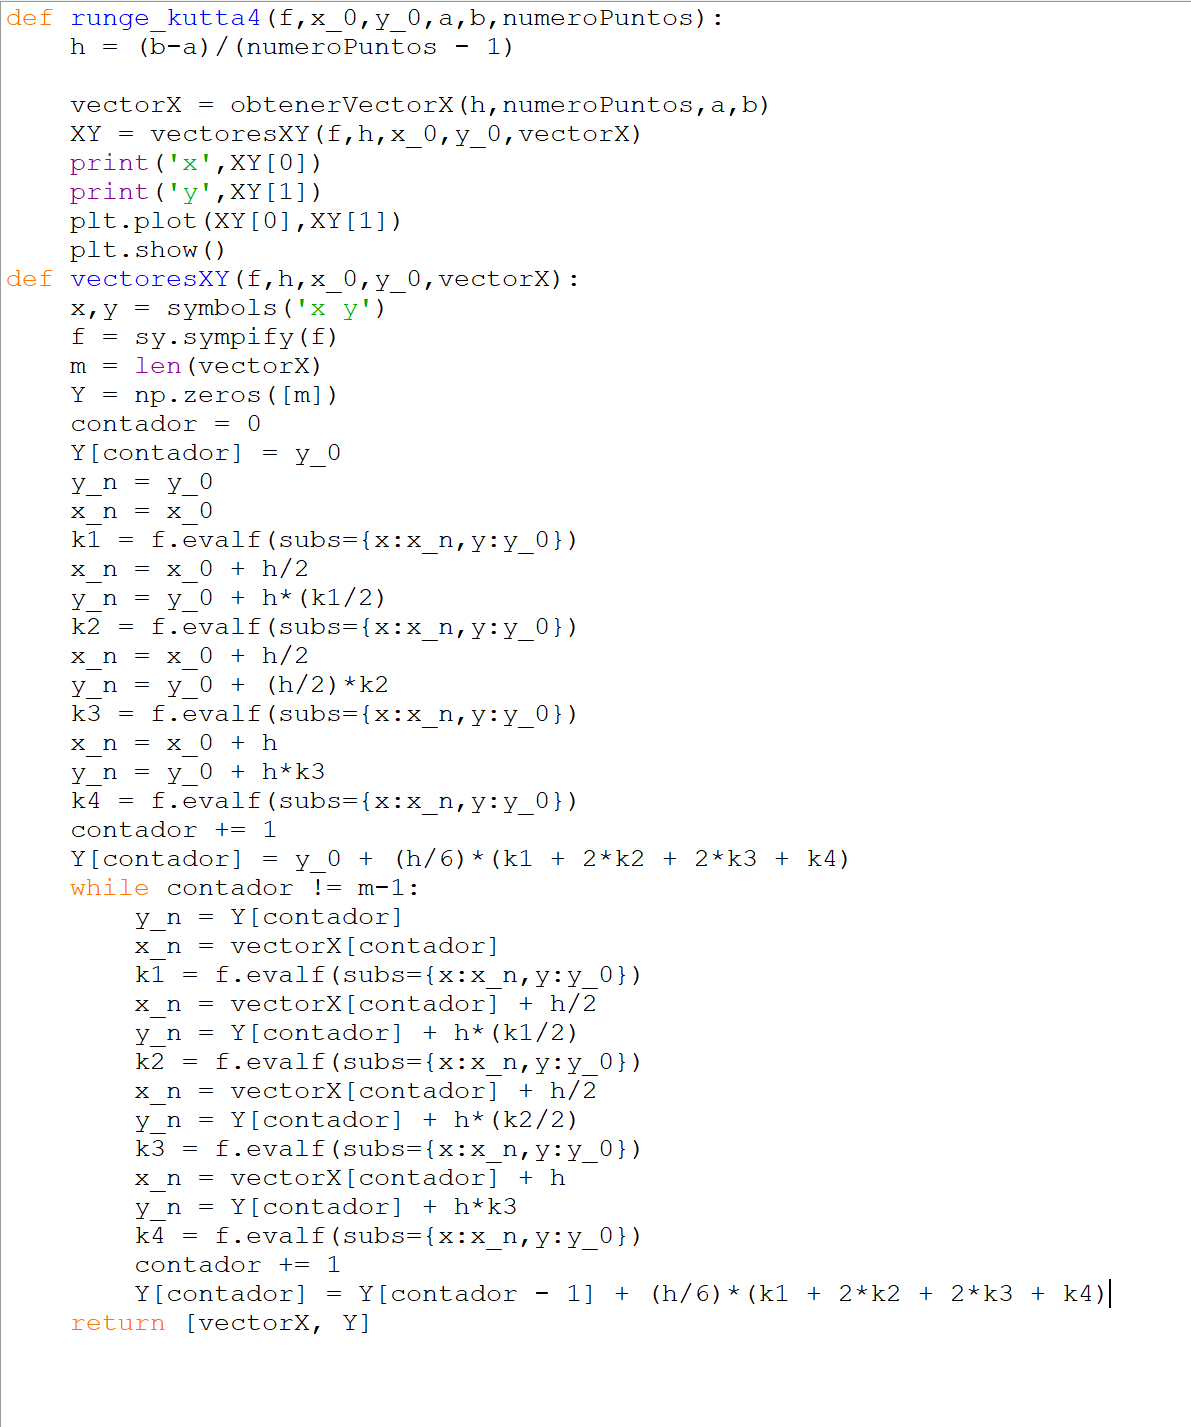 def runge_kutta4(f,x_0,y_0,a,b,numeroPuntos):
    h = (b-a)/(numeroPuntos - 1)

    vectorX = obtenerVectorX(h,numeroPuntos,a,b)
    XY = vectoresXY(f,h,x_0,y_0,vectorX)
    print('x',XY[0])
    print('y',XY[1])
    plt.plot(XY[0],XY[1])
    plt.show()
def vectoresXY(f,h,x_0,y_0,vectorX):
    x,y = symbols('x y')
    f = sy.sympify(f)
    m = len(vectorX)
    Y = np.zeros([m])
    contador = 0
    Y[contador] = y_0
    y_n = y_0
    x_n = x_0
    k1 = f.evalf(subs={x:x_n,y:y_0})
    x_n = x_0 + h/2
    y_n = y_0 + h*(k1/2)
    k2 = f.evalf(subs={x:x_n,y:y_0})
    x_n = x_0 + h/2
    y_n = y_0 + (h/2)*k2
    k3 = f.evalf(subs={x:x_n,y:y_0})
    x_n = x_0 + h
    y_n = y_0 + h*k3
    k4 = f.evalf(subs={x:x_n,y:y_0})
    contador += 1
    Y[contador] = y_0 + (h/6)*(k1 + 2*k2 + 2*k3 + k4)
    while contador != m-1:
        y_n = Y[contador]
        x_n = vectorX[contador]
        k1 = f.evalf(subs={x:x_n,y:y_0})
        x_n = vectorX[contador] + h/2
        y_n = Y[contador] + h*(k1/2)
        k2 = f.evalf(subs={x:x_n,y:y_0})
        x_n = vectorX[contador] + h/2
        y_n = Y[contador] + h*(k2/2)
        k3 = f.evalf(subs={x:x_n,y:y_0})
        x_n = vectorX[contador] + h
        y_n = Y[contador] + h*k3
        k4 = f.evalf(subs={x:x_n,y:y_0})
        contador += 1
        Y[contador] = Y[contador - 1] + (h/6)*(k1 + 2*k2 + 2*k3 + k4)
    return [vectorX, Y]